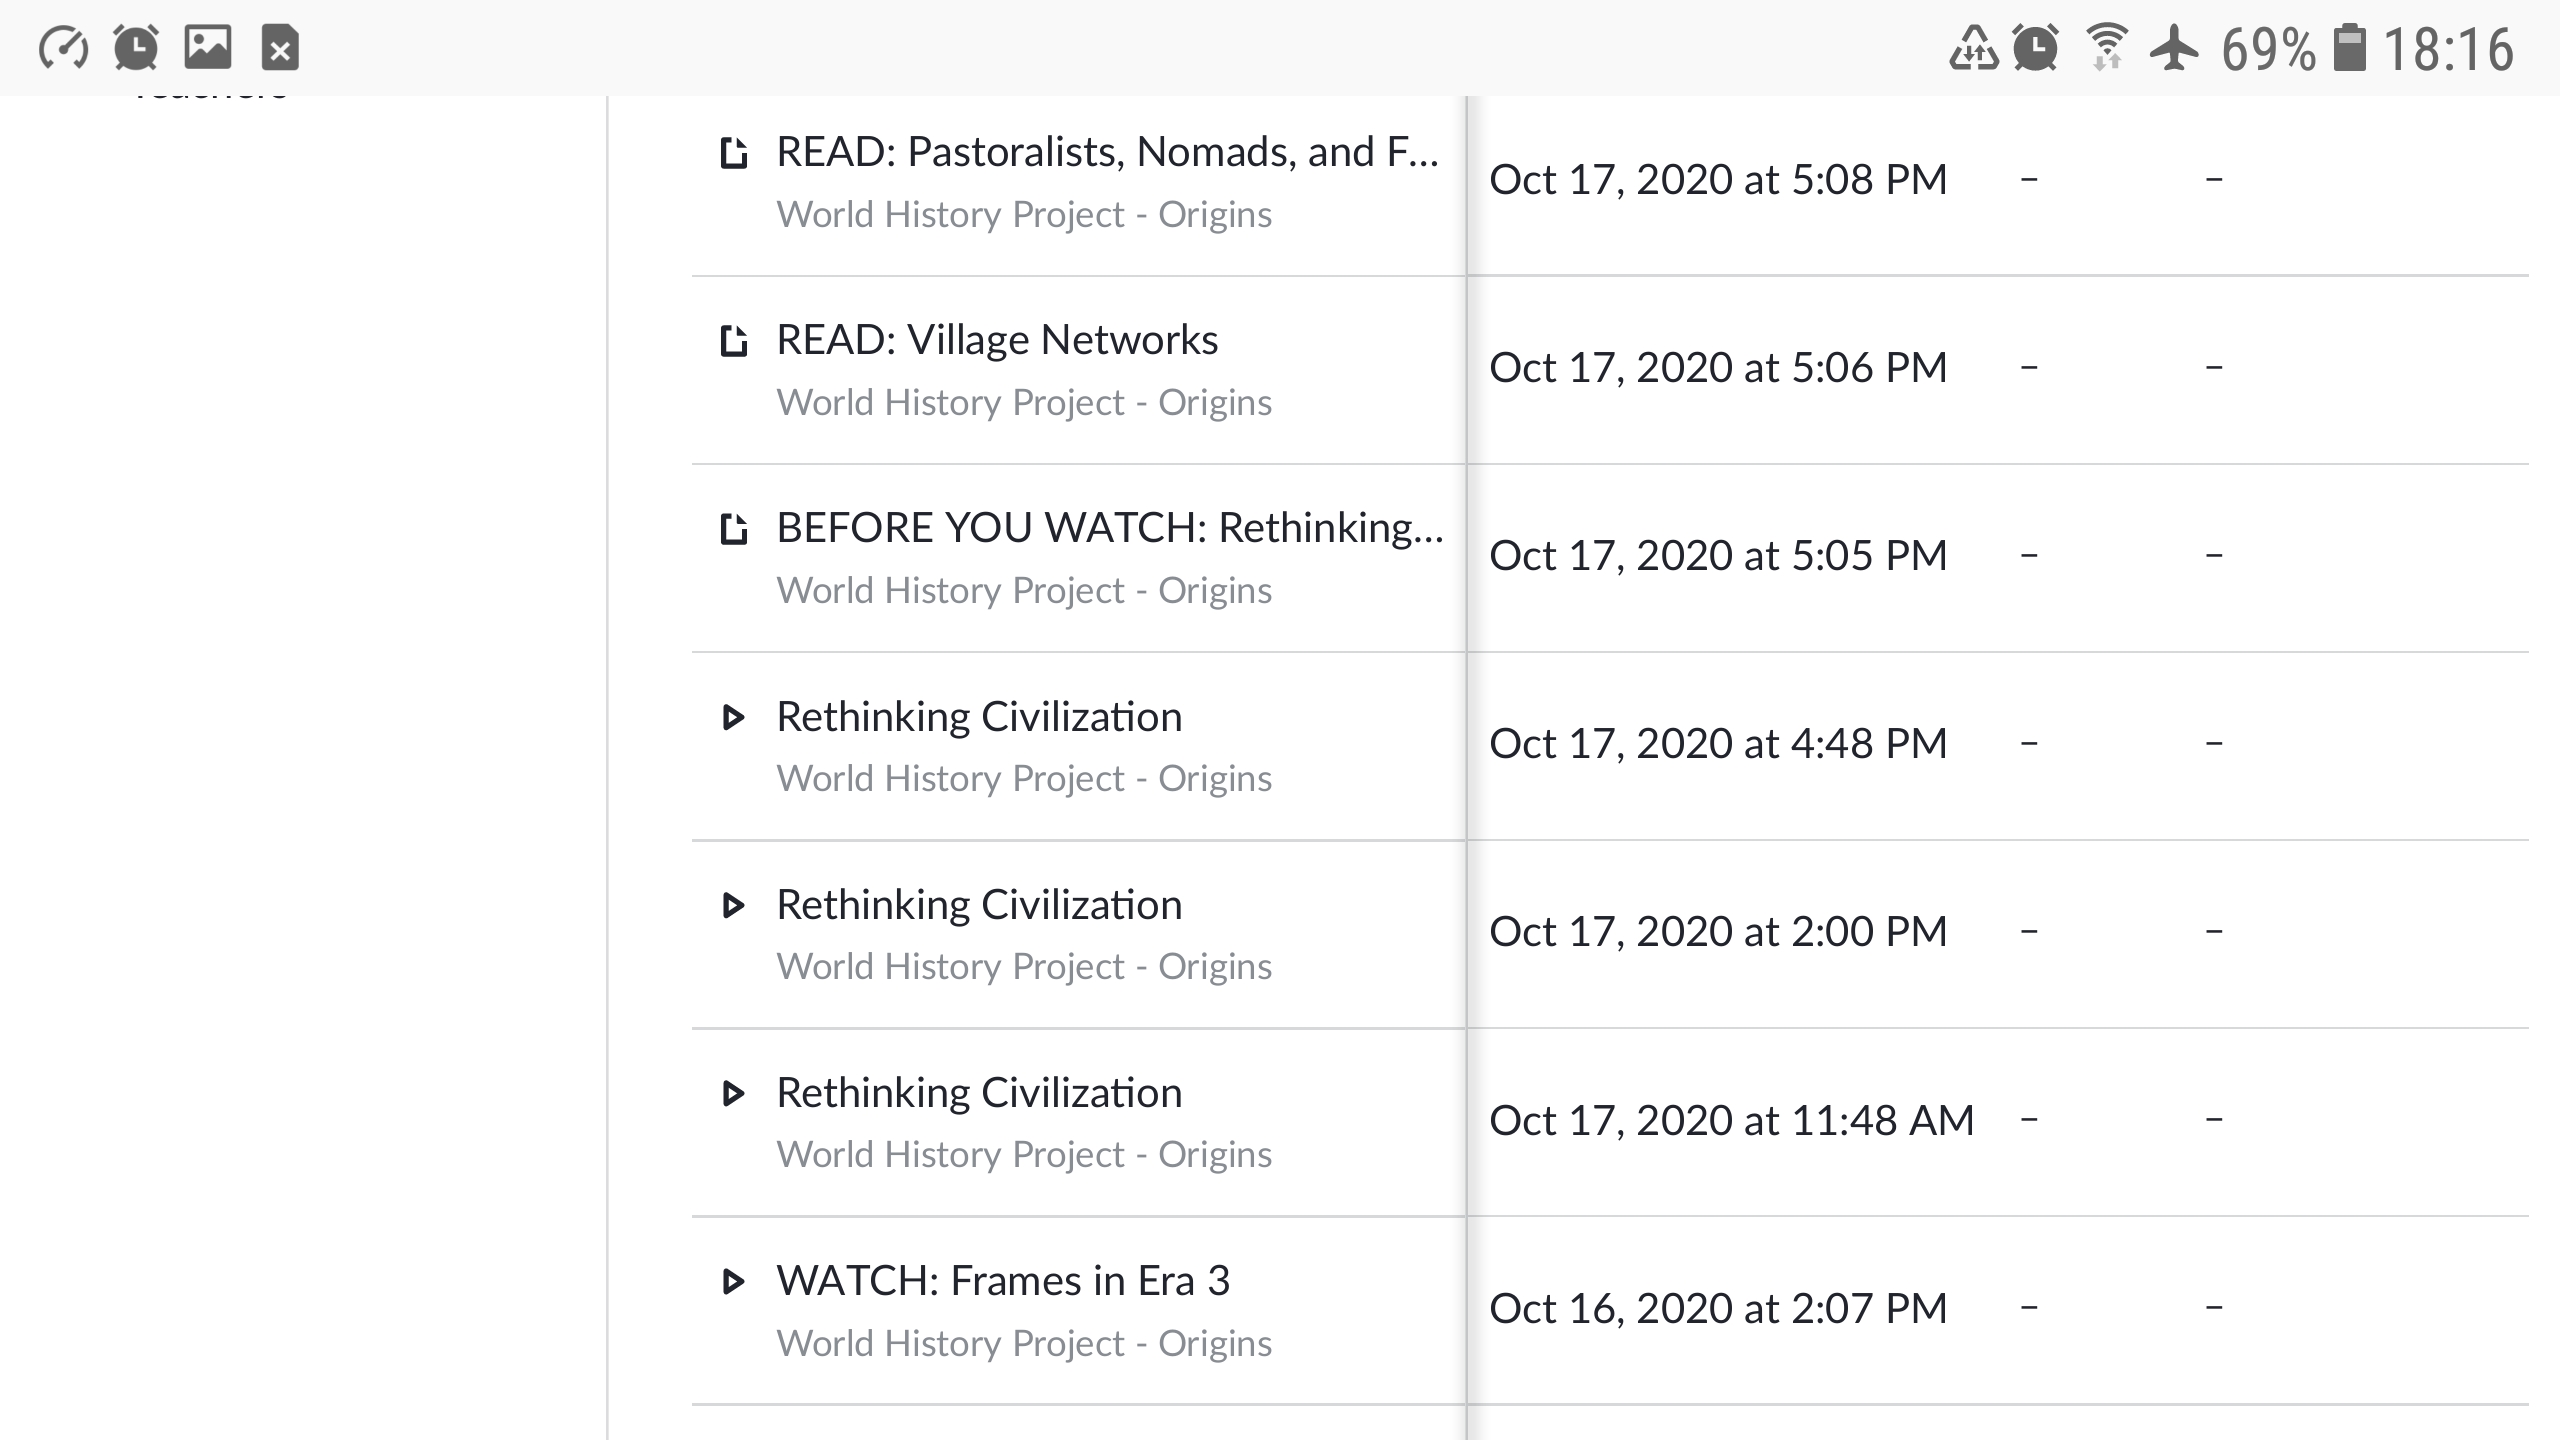 69% 18:16
Teachers
READ: Pastoralists, Nomads, and F...
World History Project - Origins
Oct 17, 2020 at 5:08 PM – –
READ: Village Networks
World History Project - Origins
Oct 17, 2020 at 5:06 PM – –
BEFORE YOU WATCH: Rethinking...
World History Project - Origins
Oct 17, 2020 at 5:05 PM – –
Rethinking Civilization
World History Project - Origins
Oct 17, 2020 at 4:48 PM – –
Rethinking Civilization
World History Project - Origins
Oct 17, 2020 at 2:00 PM – –
Rethinking Civilization
World History Project - Origins
Oct 17, 2020 at 11:48 AM – –
WATCH: Frames in Era 3
World History Project - Origins
Oct 16, 2020 at 2:07 PM – –